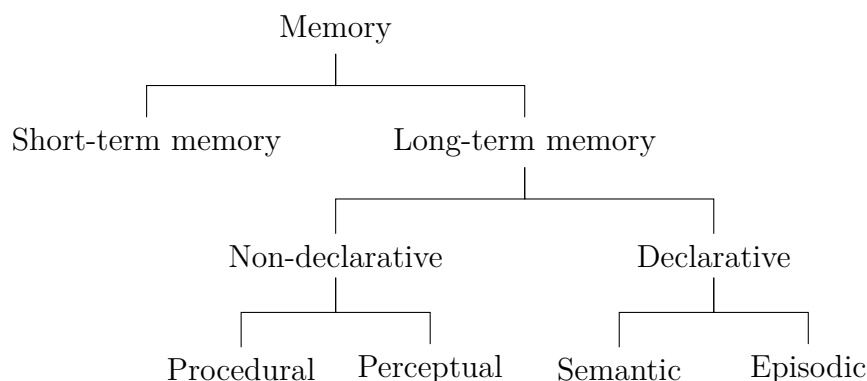 Memory
Short-term memory Long-term memory
Non-declarative Declarative
Procedural Perceptual Semantic Episodic